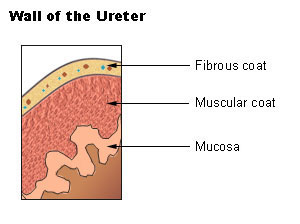 Wall of the Ureter
Fibrous coat
Muscular coat
Mucosa